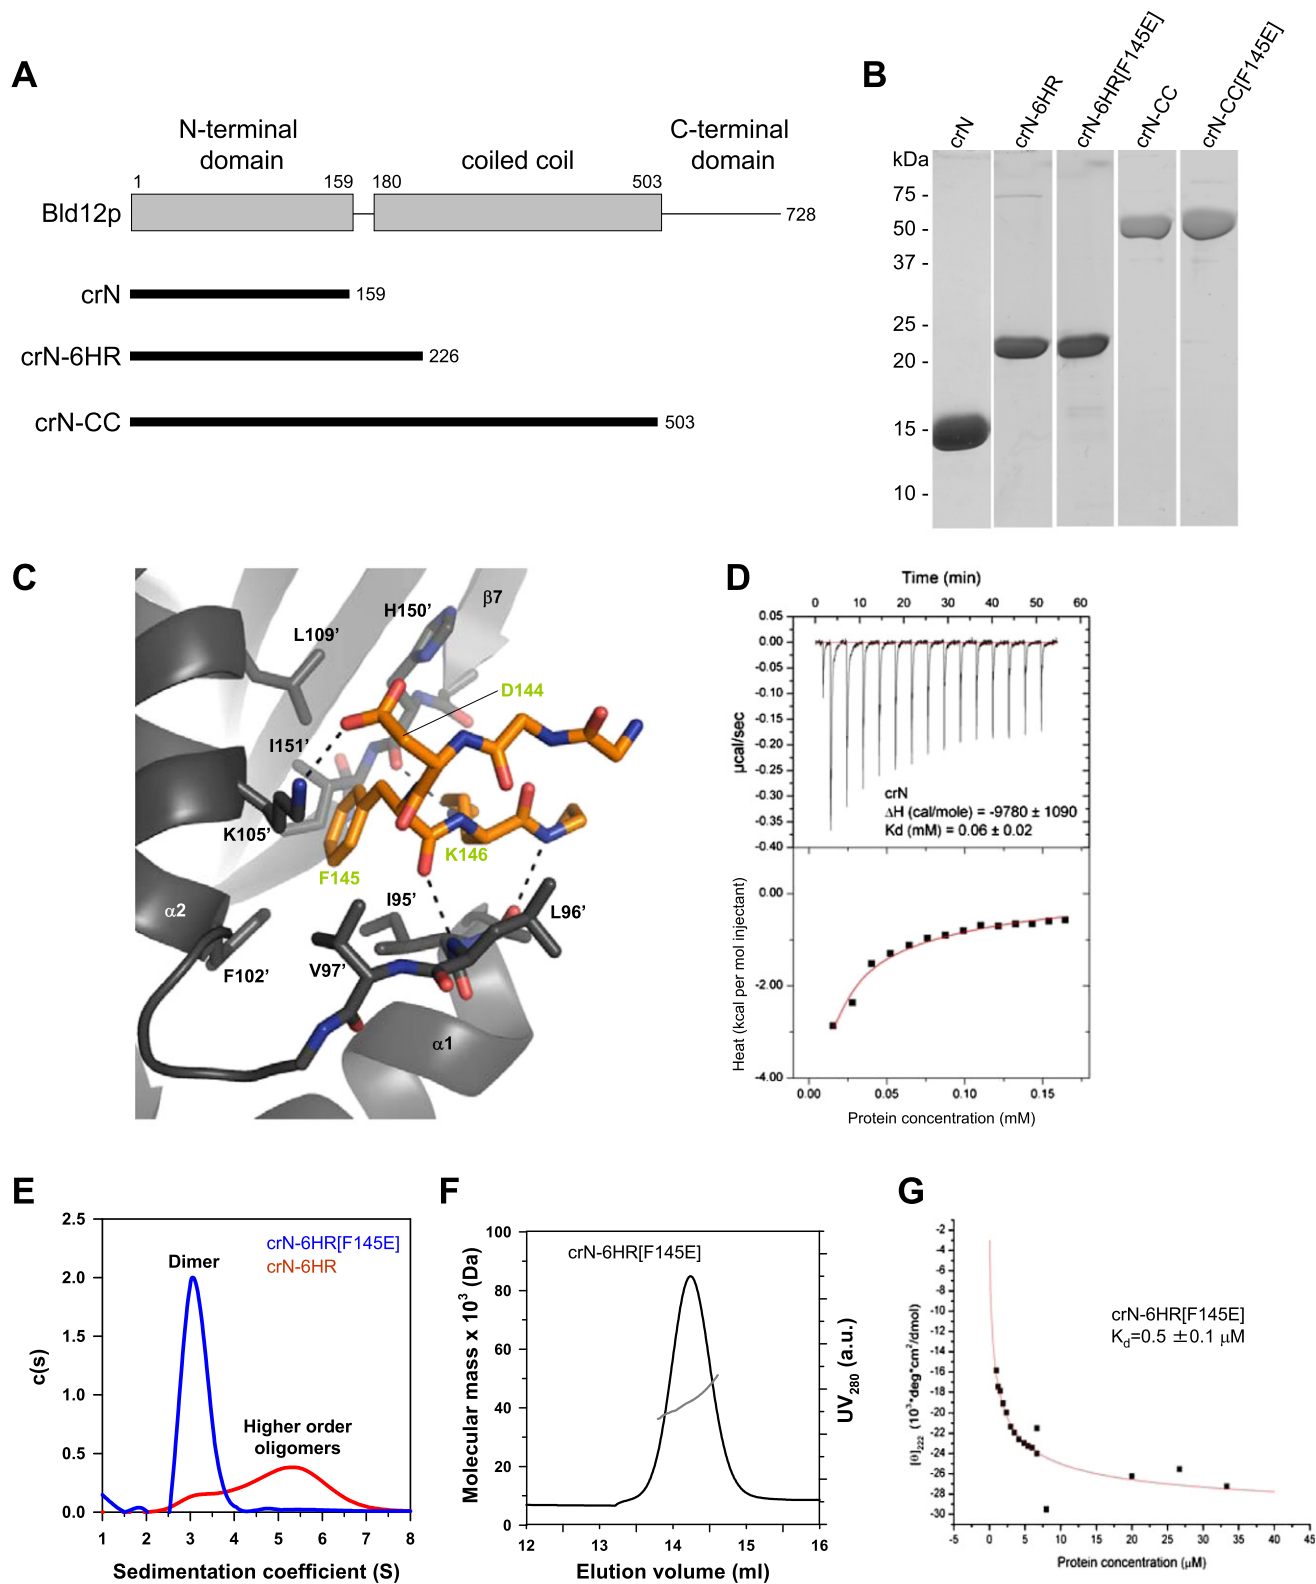 A
N-terminal domain
coiled coil
C-terminal domain
1
159
180
503
Bld12p
728
crN
159
crN-6HR
226
crN-CC
503
B
crN
crN-6HR
crN-6HR[F145E]
crN-CC
crN-CC[F145E]
kDa
75 -
50 -
37 -
25 -
20 -
15 -
10 -
C
H150’
β7
L109’
D144
I151’
K105’
K146
F145
I95’
L96’
α2
F102’
V97’
α1
D
Time (min)
0 10 20 30 40 50 60
0.05
0.00
-0.05
-0.10
-0.15
-0.20
-0.25
-0.30
-0.35
-0.40
µcal/sec
crN
ΔH (cal/mole) = -9780 ± 1090
Kd (mM) = 0.06 ± 0.02
0.00
-2.00
-4.00
Heat (kcal per mol injectant)
0.00 0.05 0.10 0.15
Protein concentration (mM)
E
2.5
2.0
1.5
1.0
0.5
0.0
c(s)
crN-6HR[F145E]
crN-6HR
Dimer
Higher order oligomers
1 2 3 4 5 6 7 8
Sedimentation coefficient (S)
F
100
80
60
40
20
0
Molecular mass x 10³ (Da)
crN-6HR[F145E]
UV280 (a.u.)
12 13 14 15 16
Elution volume (ml)
G
-2
-4
-6
-8
-10
-12
-14
-16
-18
-20
-22
-24
-26
-28
-30
[θ]222 (10³*deg*cm²/dmol)
crN-6HR[F145E]
Kd=0.5 ±0.1 µM
-5 0 5 10 15 20 25 30 35 40 45
Protein concentration (µM)